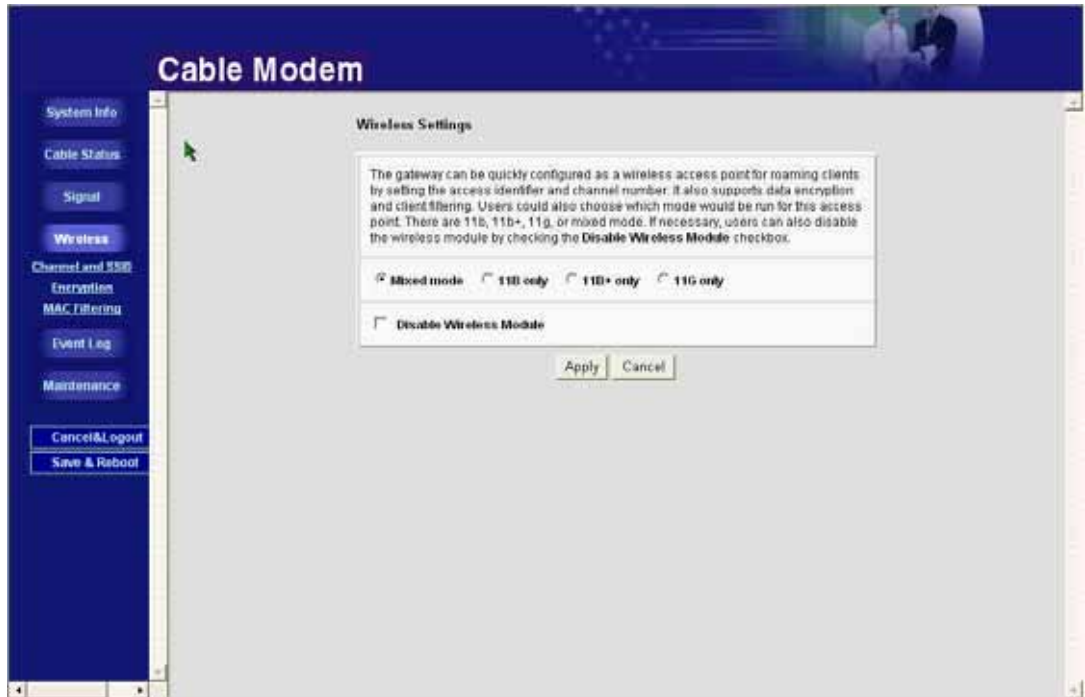 Cable Modem
System Info
Cable Status
Signal
Wireless
Channel and SSID
Encryption
MAC Filtering
Event Log
Maintenance
Cancel&Logout
Save & Reboot
Wireless Settings
The gateway can be quickly configured as a wireless access point for roaming clients
by setting the access identifier and channel number. It also supports data encryption
and client filtering. Users could also choose which mode would be run for this access
point. There are 11b, 11b+, 11g, or mixed mode. If necessary, users can also disable
the wireless module by checking the Disable Wireless Module checkbox.
Mixed mode 11B only 11B+ only 11G only
Disable Wireless Module
Apply Cancel